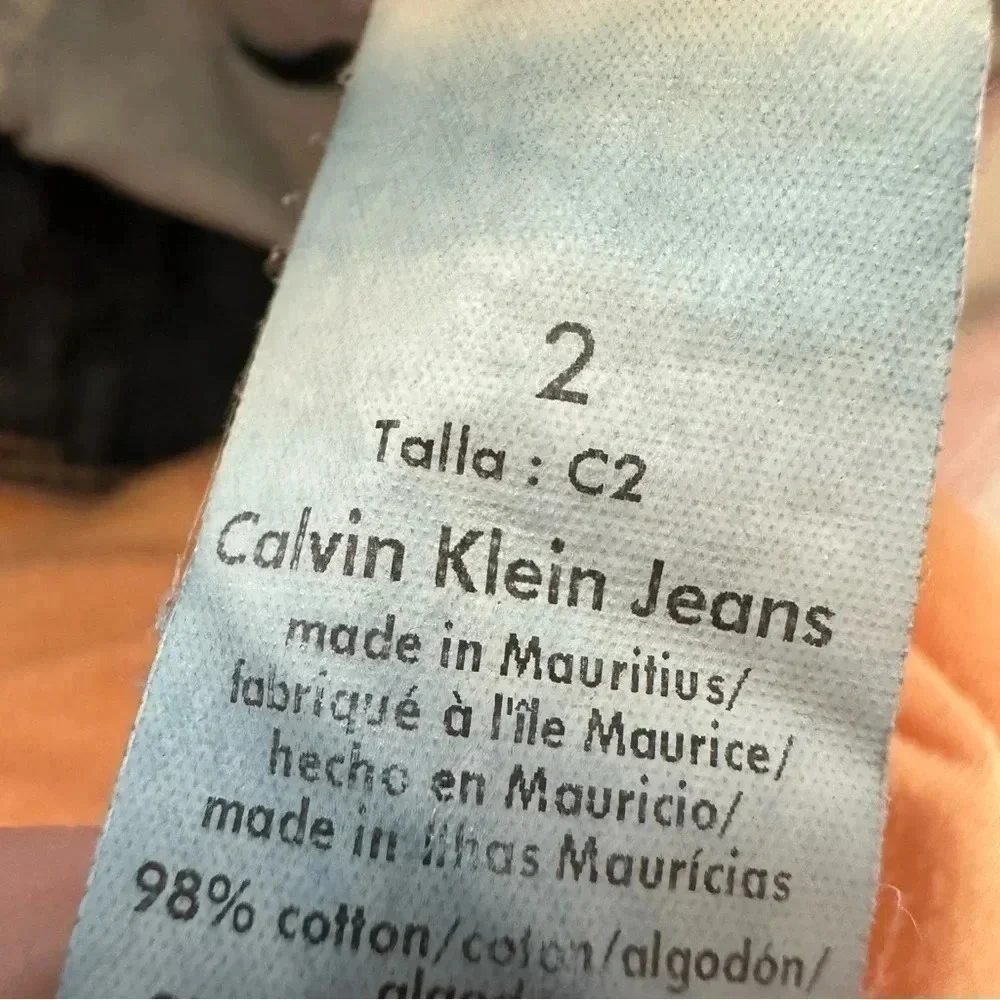 2
Talla : C2
Calvin Klein Jeans
made in Mauritius/
fabriqué à l'île Maurice/
hecho en Mauricio/
made in Ilhas Maurícias
98% cotton/coton/algodón/